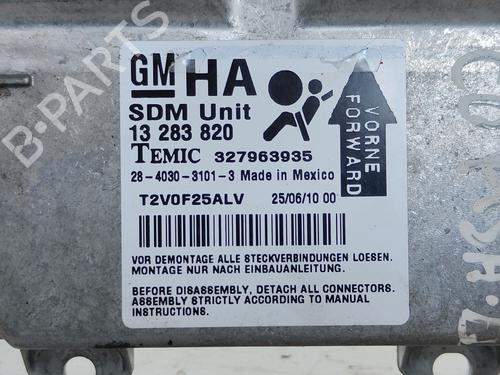 GM HA
SDM Unit
13 283 820
TEMIC 327963935
28-4030-3101-3 Made in Mexico
T2V0F25ALV 25/06/10 00
VORNE
FORWARD
VOR DEMONTAGE ALLE STECKVERBINDUNGEN LOESEN.
MONTAGE NUR NACH EINBAUANLEITUNG.
BEFORE DISASSEMBLY, DETACH ALL CONNECTORS.
ASSEMBLY STRICTLY ACCORDING TO MANUAL
INSTRUCTIONS.
B-PARTS